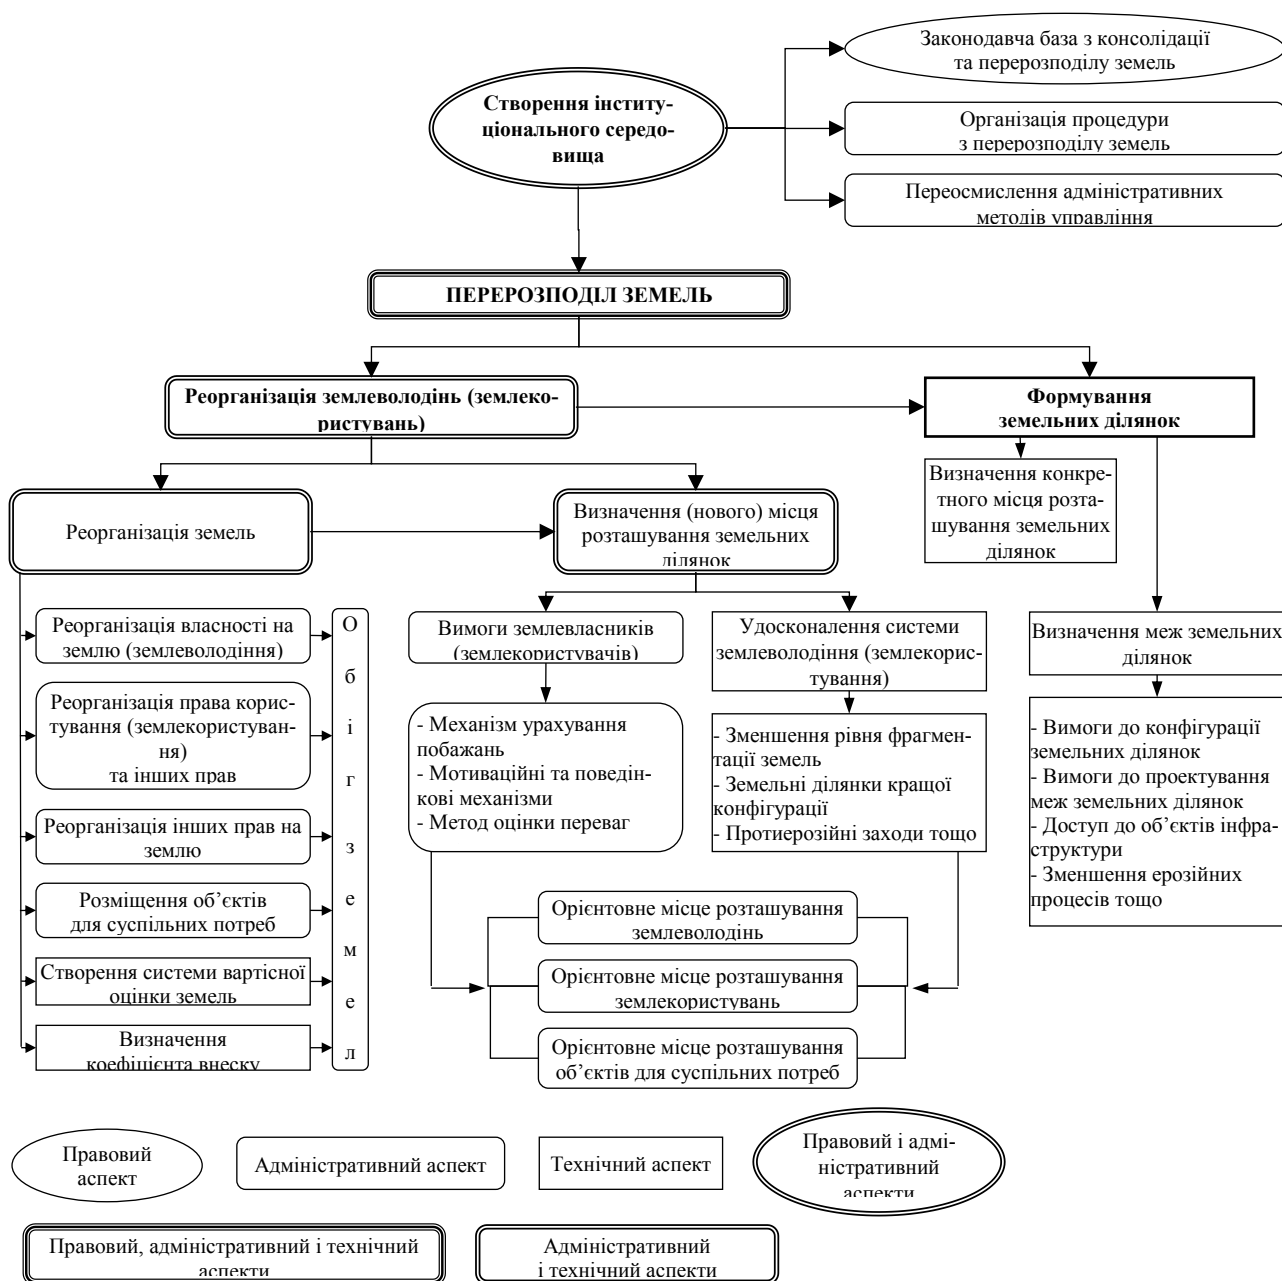 Законодавча база з консолідації
та перерозподілу земель
Створення інститу-
ціонального середо-
вища
Організація процедури
з перерозподілу земель
Переосмислення адміністративних
методів управління
ПЕРЕРОЗПОДІЛ ЗЕМЕЛЬ
Реорганізація землеволодінь (землеко-
ристувань)
Формування
земельних ділянок
Реорганізація земель
Визначення (нового) місця
розташування земельних
ділянок
Визначення конкре-
тного місця розта-
шування земельних
ділянок
Реорганізація власності на
землю (землеволодіння)
Реорганізація права корис-
тування (землекористуван-
ня)
та інших прав
Реорганізація інших прав на
землю
Розміщення об’єктів
для суспільних потреб
Створення системи вартісної
оцінки земель
Визначення
коефіцієнта внеску
О
б
і
г
з
е
м
е
л
Вимоги землевласників
(землекористувачів)
- Механізм урахування
побажань
- Мотиваційні та поведін-
кові механізми
- Метод оцінки переваг
Удосконалення системи
землеволодіння (землекорис-
тування)
- Зменшення рівня фрагмен-
тації земель
- Земельні ділянки кращої
конфігурації
- Протиерозійні заходи тощо
Визначення меж земельних
ділянок
- Вимоги до конфігурації
земельних ділянок
- Вимоги до проектування
меж земельних ділянок
- Доступ до об’єктів інфра-
структури
- Зменшення ерозійних
процесів тощо
Орієнтовне місце розташування
землеволодінь
Орієнтовне місце розташування
землекористувань
Орієнтовне місце розташування
об’єктів для суспільних потреб
Правовий
аспект
Адміністративний аспект
Технічний аспект
Правовий і адмі-
ністративний
аспекти
Правовий, адміністративний і технічний
аспекти
Адміністративний
і технічний аспекти